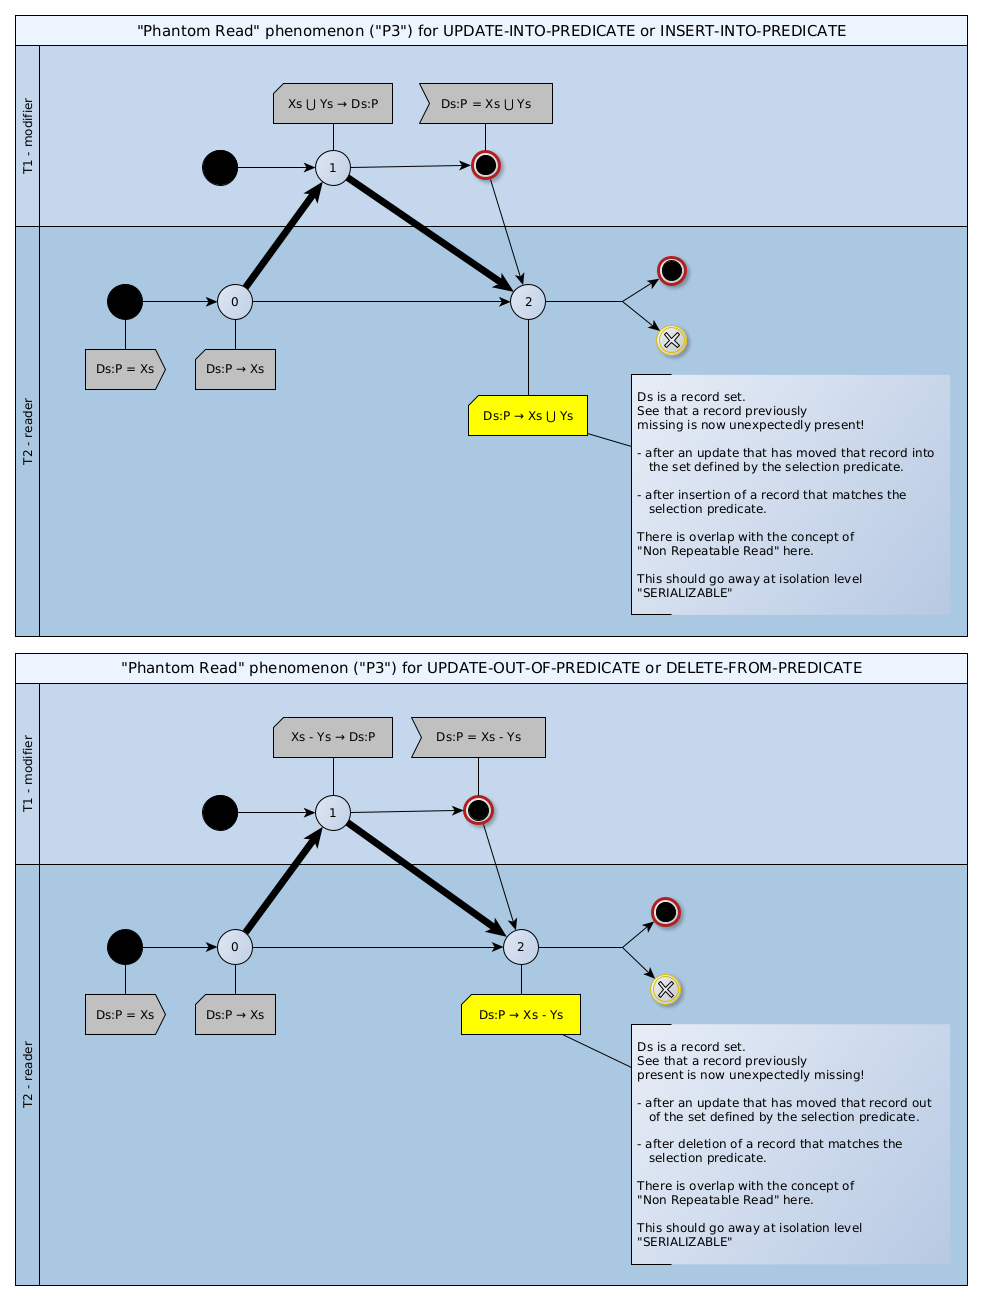 "Phantom Read" phenomenon ("P3") for UPDATE-INTO-PREDICATE or INSERT-INTO-PREDICATE
T1 - modifier
Xs ⋃ Ys → Ds:P
Ds:P = Xs ⋃ Ys
1
T2 - reader
0
2
Ds:P = Xs
Ds:P → Xs
Ds:P → Xs ⋃ Ys
Ds is a record set.
See that a record previously
missing is now unexpectedly present!
- after an update that has moved that record into
the set defined by the selection predicate.
- after insertion of a record that matches the
selection predicate.
There is overlap with the concept of
"Non Repeatable Read" here.
This should go away at isolation level
"SERIALIZABLE"
"Phantom Read" phenomenon ("P3") for UPDATE-OUT-OF-PREDICATE or DELETE-FROM-PREDICATE
T1 - modifier
Xs - Ys → Ds:P
Ds:P = Xs - Ys
1
T2 - reader
0
2
Ds:P = Xs
Ds:P → Xs
Ds:P → Xs - Ys
Ds is a record set.
See that a record previously
present is now unexpectedly missing!
- after an update that has moved that record out
of the set defined by the selection predicate.
- after deletion of a record that matches the
selection predicate.
There is overlap with the concept of
"Non Repeatable Read" here.
This should go away at isolation level
"SERIALIZABLE"